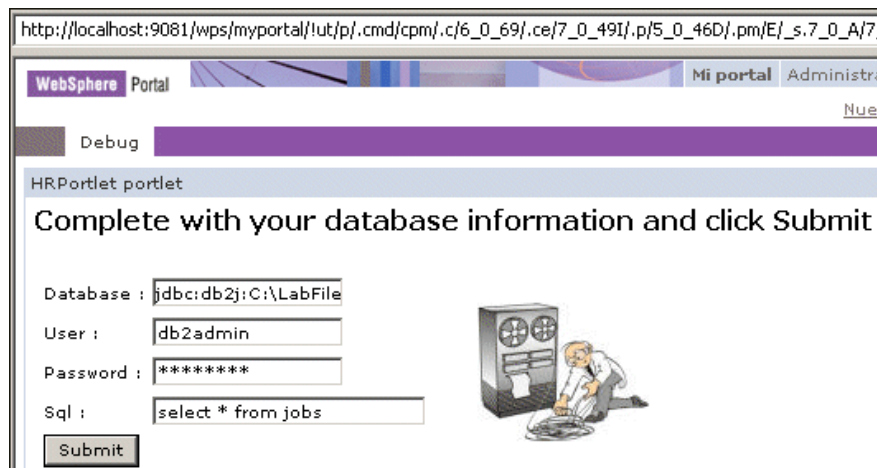 http://localhost:9081/wps/myportal/!ut/p/.cmd/cpm/.c/6_0_69/.ce/7_0_49I/.p/5_0_46D/.pm/E/_s.7_0_A/7
WebSphere Portal
Mi portal Administra
Nue
Debug
HRPortlet portlet
Complete with your database information and click Submit
Database : jdbc:db2j:C:\LabFile
User : db2admin
Password : ********
Sql : select * from jobs
Submit